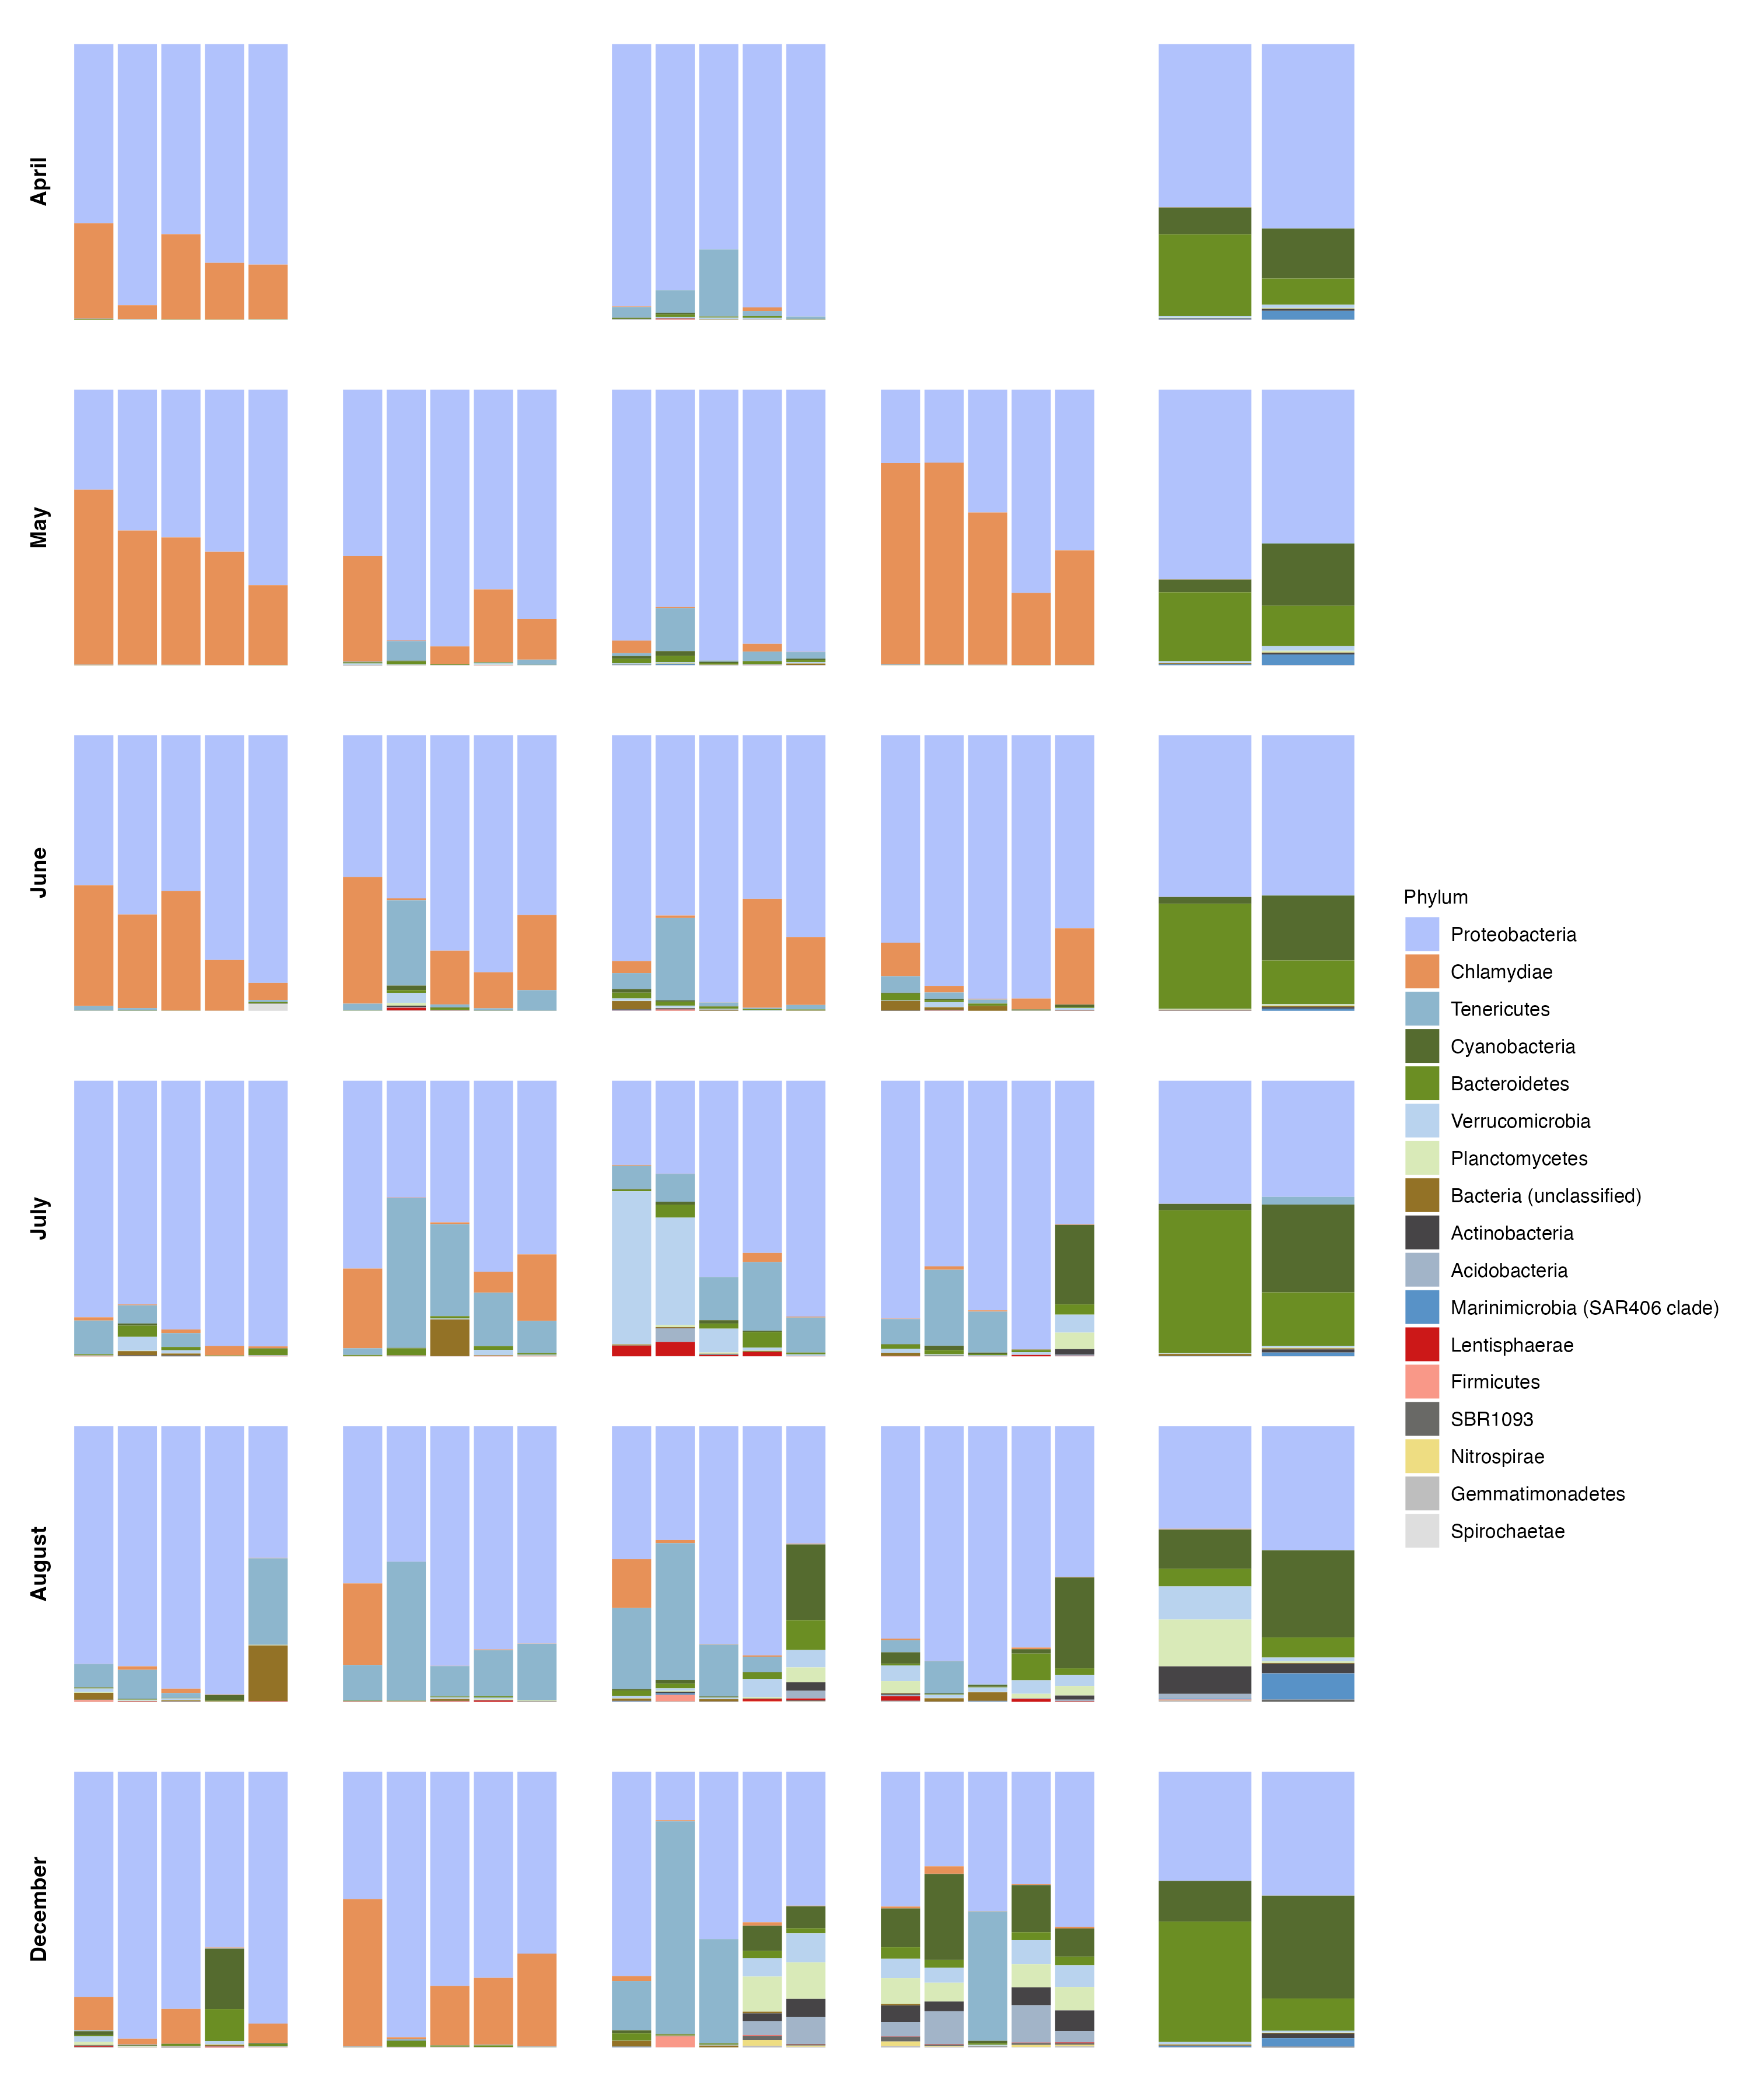 April
May
June
July
August
December
Phylum
Proteobacteria
Chlamydiae
Tenericutes
Cyanobacteria
Bacteroidetes
Verrucomicrobia
Planctomycetes
Bacteria (unclassified)
Actinobacteria
Acidobacteria
Marinimicrobia (SAR406 clade)
Lentisphaerae
Firmicutes
SBR1093
Nitrospirae
Gemmatimonadetes
Spirochaetae